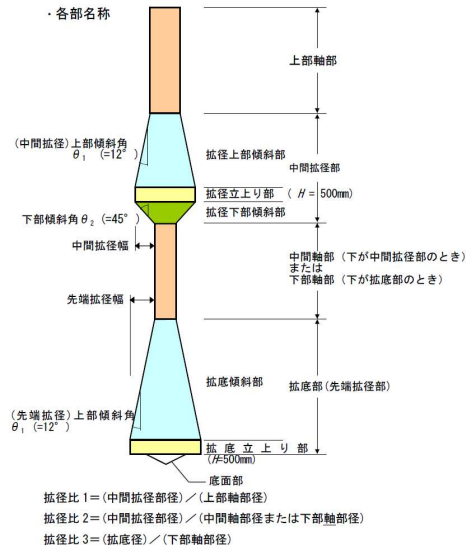 ・各部名称
上部軸部
(中間拡径)上部傾斜角
θ₁ (=12°)
拡径上部傾斜部
中間拡径部
拡径立上り部 ( H = 500mm)
下部傾斜角θ₂(=45°)
拡径下部傾斜部
中間拡径幅
中間軸部（下が中間拡径部のとき）
または
下部軸部（下が拡底部のとき）
先端拡径幅
拡底傾斜部
拡底部(先端拡径部)
(先端拡径)上部傾斜角
θ₁ (=12°)
拡底立上り部
(H=500mm)
底面部
拡径比1＝(中間拡径部径)／(上部軸部径)
拡径比2＝(中間拡径部径)／(中間軸部径または下部軸部径)
拡径比3＝(拡底径)／(下部軸部径)